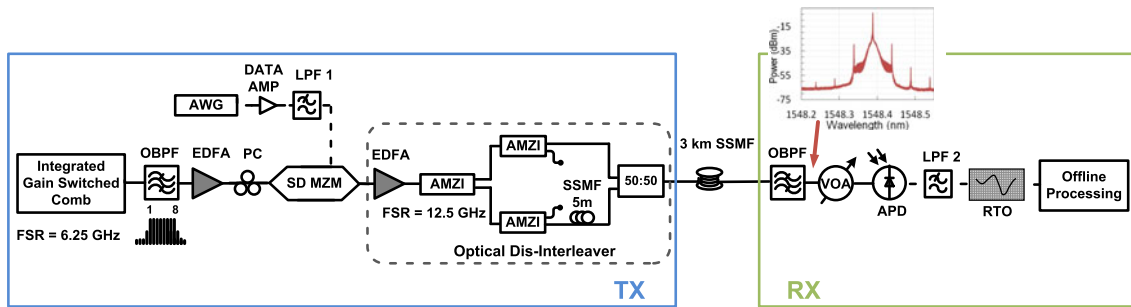 -15
-35
-55
-75
Power (dBm)
1548.2 1548.3 1548.4 1548.5
Wavelength (nm)
DATA
AMP
LPF 1
AWG
3 km SSMF
Integrated
Gain Switched
Comb
OBPF
EDFA
PC
SD MZM
EDFA
AMZI
AMZI
AMZI
SSMF
5m
50:50
OBPF
VOA
APD
LPF 2
RTO
Offline
Processing
1 8
FSR = 6.25 GHz
FSR = 12.5 GHz
Optical Dis-Interleaver
TX
RX